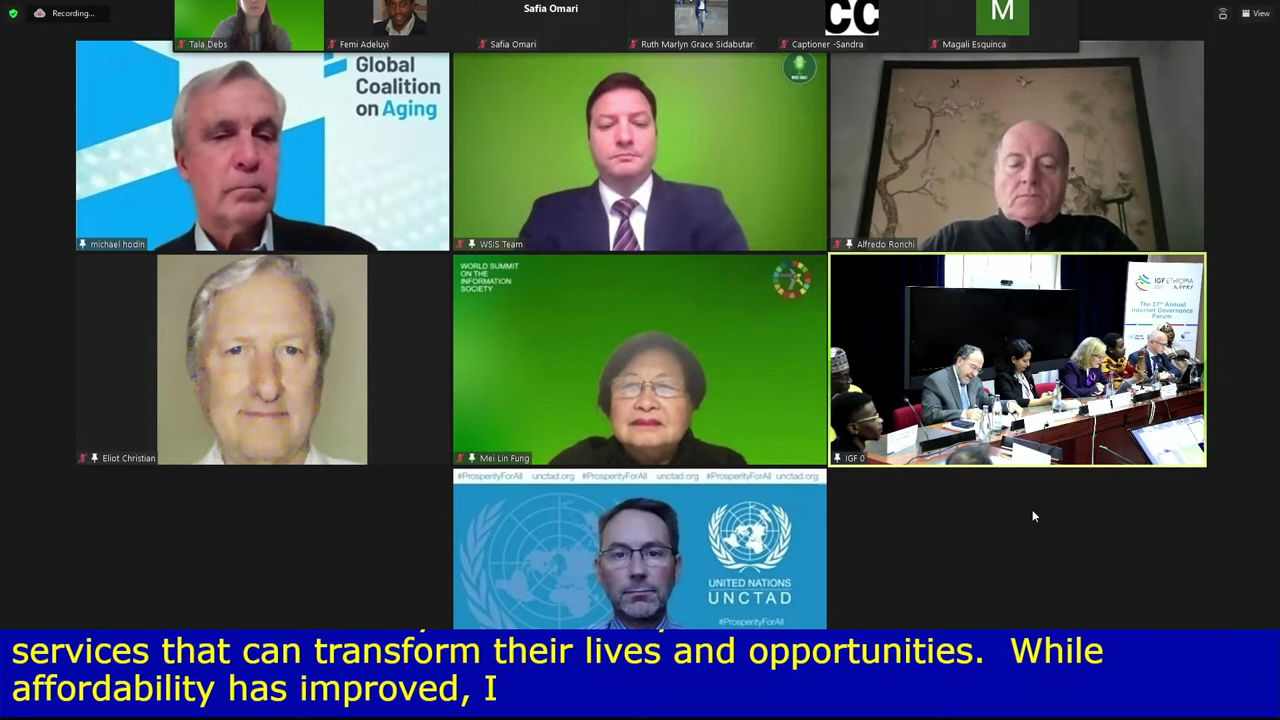 Recording...
View
Safia Omari
CC
M
Tala Debs
Femi Adeluyi
Safia Omari
Ruth Marlyn Grace Sidabutar
Captioner -Sandra
Magali Esquinca
Global
Coalition
on Aging
michael hodin
WSIS Team
Alfredo Ronchi
Eliot Christian
WORLD SUMMIT
ON THE
INFORMATION
SOCIETY
Mei Lin Fung
IGF ETHIOPIA
The 17th Annual
Internet Governance
Forum
IGF 0
#ProsperityForAll unctad.org #ProsperityForAll unctad.org #ProsperityForAll unctad.org
UNITED NATIONS
UNCTAD
#ProsperityForAll
services that can transform their lives and opportunities. While
affordability has improved, I